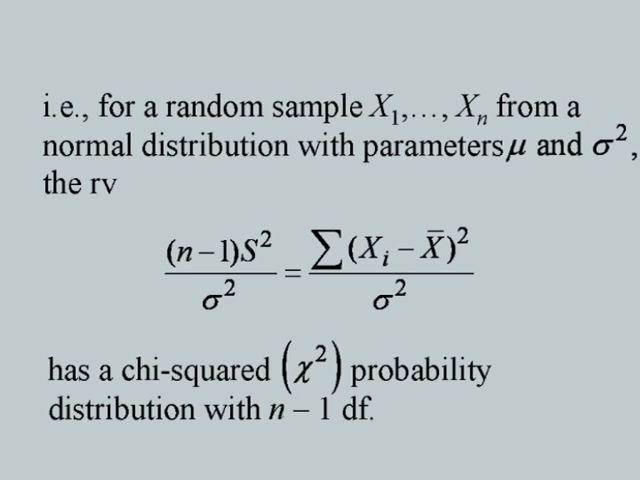 i.e., for a random sample X₁,…, Xₙ from a
normal distribution with parameters μ and σ²,
the rv
(n – 1)S² / σ² = ∑(Xᵢ – X̄)² / σ²
has a chi-squared (χ²) probability
distribution with n – 1 df.